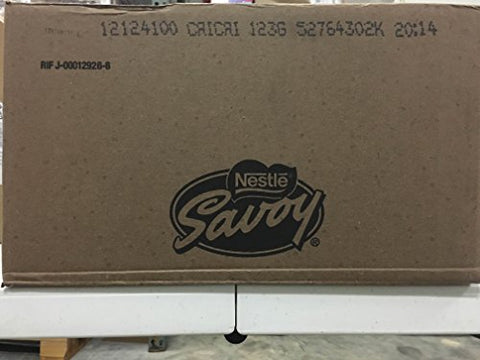 12124100 CRICRI 123G 52764302K 20:14
RIF J-00012926-6
Nestlé
Savoy®